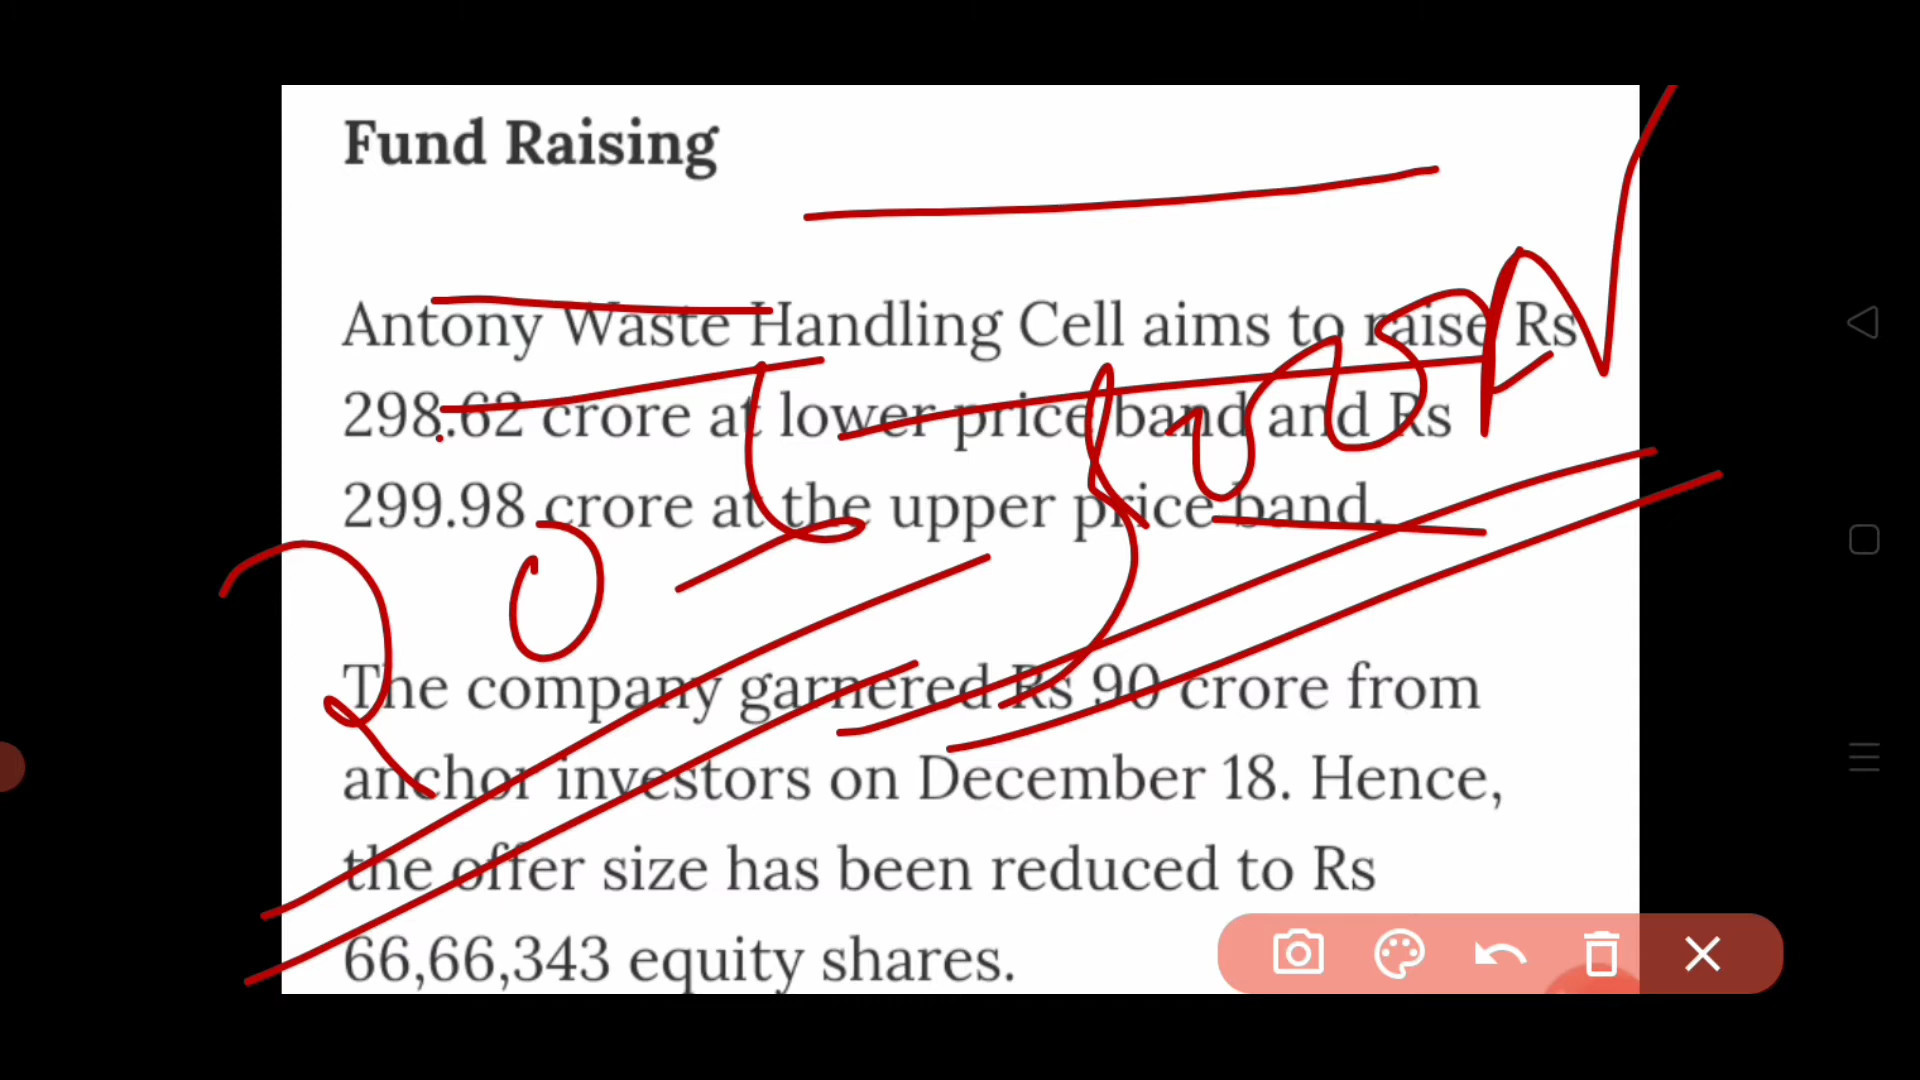 Fund Raising
Antony Waste Handling Cell aims to raise Rs
298.62 crore at lower price band and Rs
299.98 crore at the upper price band.
The company garnered Rs 90 crore from
anchor investors on December 18. Hence,
the offer size has been reduced to Rs
66,66,343 equity shares.